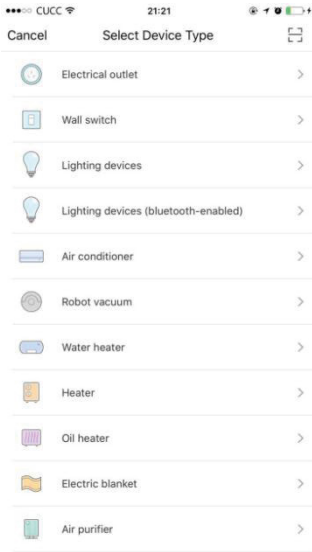 CUCC 21:21
Cancel Select Device Type
Electrical outlet
Wall switch
Lighting devices
Lighting devices (bluetooth-enabled)
Air conditioner
Robot vacuum
Water heater
Heater
Oil heater
Electric blanket
Air purifier